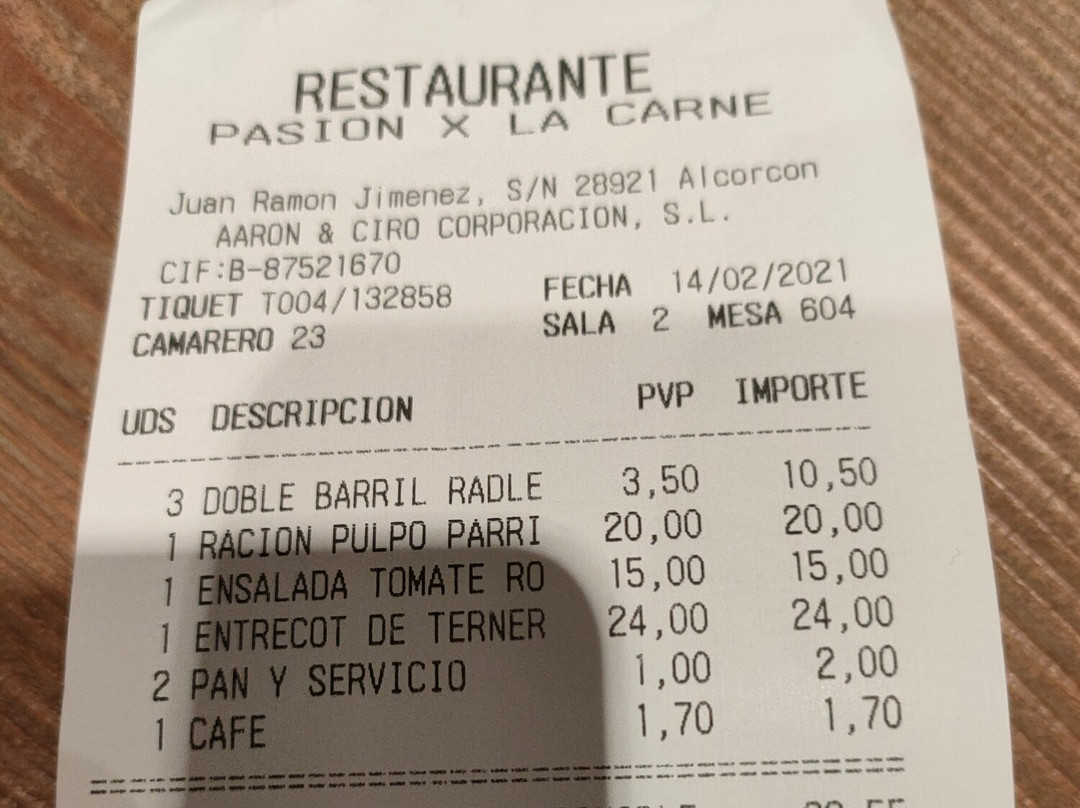 RESTAURANTE
PASION X LA CARNE
Juan Ramon Jimenez, S/N 28921 Alcorcon
AARON & CIRO CORPORACION, S.L.
CIF:B-87521670
TIQUET T004/132858 FECHA 14/02/2021
CAMARERO 23 SALA 2 MESA 604
UDS DESCRIPCION PVP IMPORTE
3 DOBLE BARRIL RADLE 3,50 10,50
1 RACION PULPO PARRI 20,00 20,00
1 ENSALADA TOMATE RO 15,00 15,00
1 ENTRECOT DE TERNER 24,00 24,00
2 PAN Y SERVICIO 1,00 2,00
1 CAFE 1,70 1,70